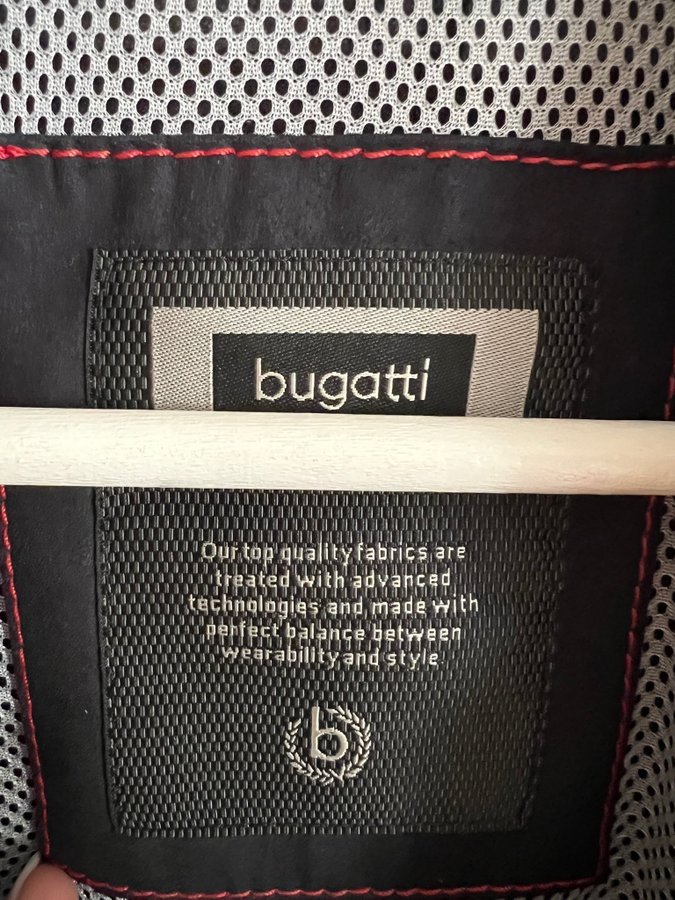 bugatti
Our top quality fabrics are
treated with advanced
technologies and made with
perfect balance between
wearability and style
b